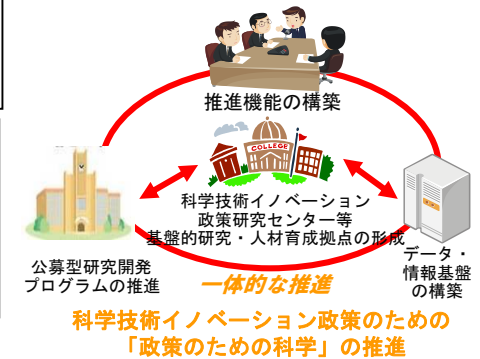 推進機能の構築
COLLEGE
科学技術イノベーション
政策研究センター等
基盤的研究・人材育成拠点の形成
公募型研究開発
プログラムの推進
データ・
情報基盤
の構築
一体的な推進
科学技術イノベーション政策のための
「政策のための科学」の推進